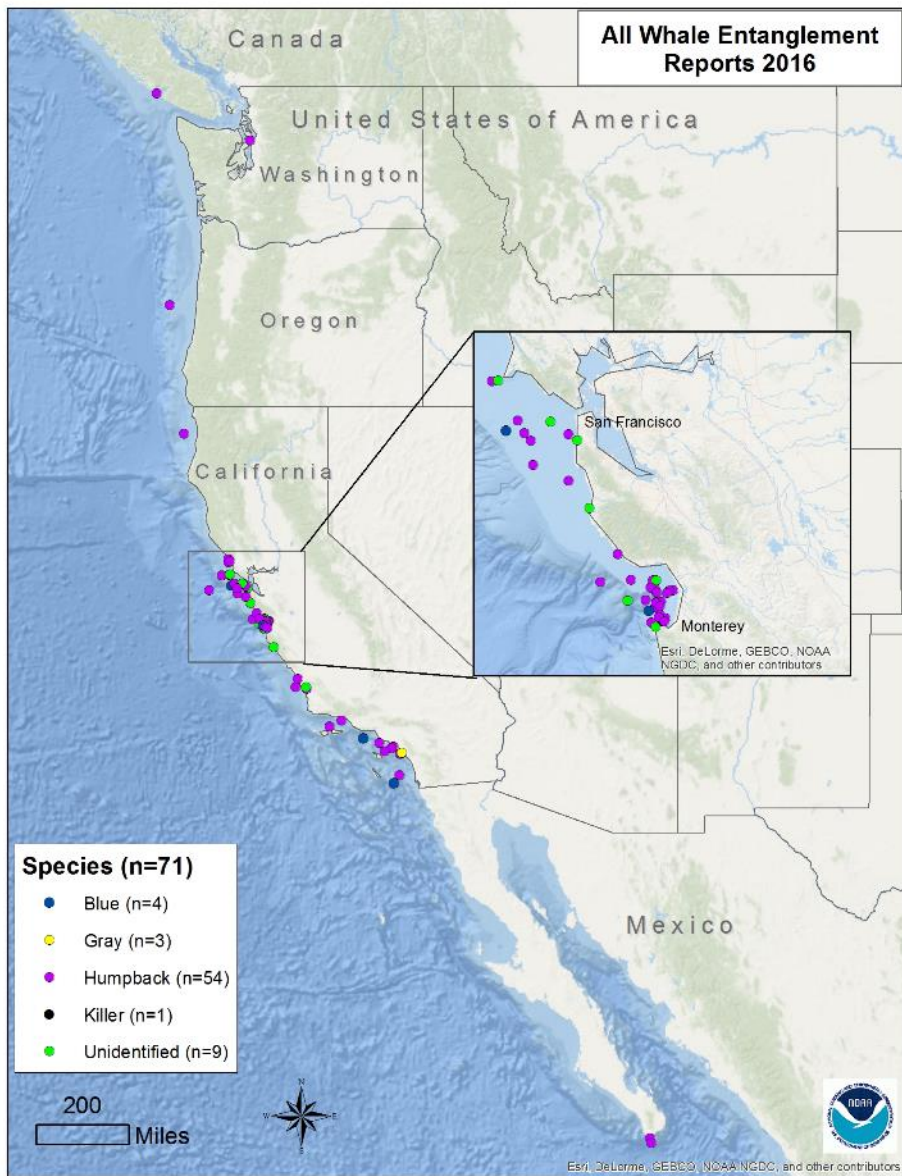 All Whale Entanglement
Reports 2016
Canada
United States of America
Washington
Oregon
California
San Francisco
Monterey
Esri, DeLorme, GEBCO, NOAA
NGDC, and other contributors
Mexico
Species (n=71)
Blue (n=4)
Gray (n=3)
Humpback (n=54)
Killer (n=1)
Unidentified (n=9)
200
Miles
N
W
E
S
NOAA
Esri, DeLorme, GEBCO, NOAA NGDC, and other contributors